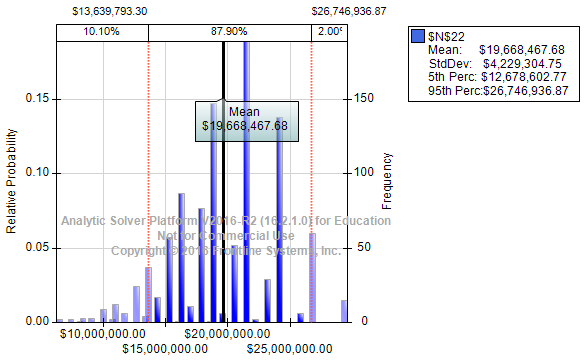 $13,639,793.30
$26,746,936.87
10.10%
87.90%
2.00%
$N$22
Mean: $19,668,467.68
StdDev: $4,229,304.75
5th Perc: $12,678,602.77
95th Perc:$26,746,936.87
Mean
$19,668,467.68
0.15
0.10
0.05
0.00
Relative Probability
150
100
50
0
Frequency
Analytic Solver Platform V2016-R2 (16.2.1.0) for Education
Not for Commercial Use
Copyright © 2016 Frontline Systems, Inc.
$10,000,000.00
$20,000,000.00
$15,000,000.00
$25,000,000.00